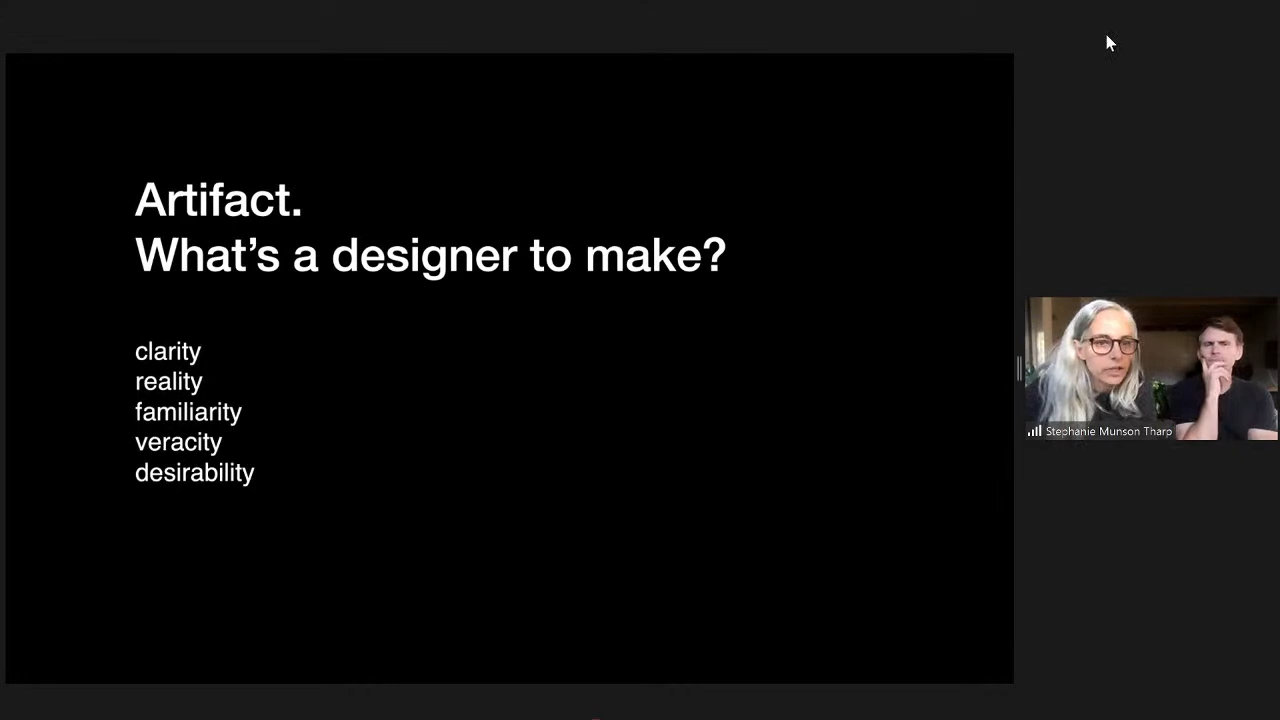 Artifact.
What’s a designer to make?
clarity
reality
familiarity
veracity
desirability
Stephanie Munson Tharp